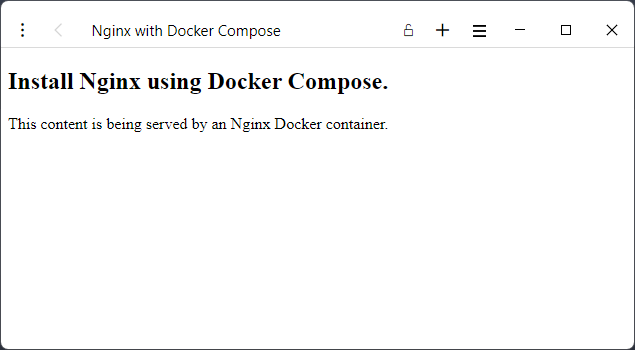 Nginx with Docker Compose
Install Nginx using Docker Compose.
This content is being served by an Nginx Docker container.